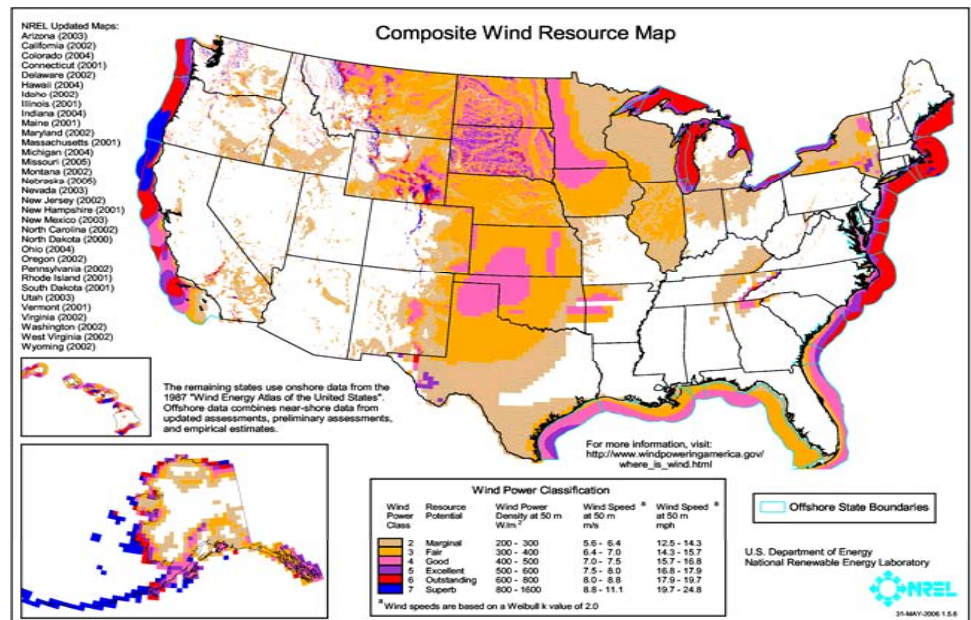 NREL Updated Maps:
Arizona (2003)
California (2002)
Colorado (2004)
Connecticut (2001)
Delaware (2002)
Hawaii (2004)
Idaho (2002)
Illinois (2001)
Indiana (2004)
Maine (2001)
Maryland (2002)
Massachusetts (2001)
Michigan (2004)
Missouri (2005)
Montana (2002)
Nebraska (2005)
Nevada (2003)
New Jersey (2002)
New Hampshire (2001)
New Mexico (2003)
North Carolina (2002)
North Dakota (2000)
Ohio (2004)
Oregon (2002)
Pennsylvania (2002)
Rhode Island (2001)
South Dakota (2001)
Utah (2003)
Vermont (2001)
Virginia (2002)
Washington (2002)
West Virginia (2002)
Wyoming (2002)
Composite Wind Resource Map
The remaining states use onshore data from the
1987 "Wind Energy Atlas of the United States".
Offshore data combines near-shore data from
updated assessments, preliminary assessments,
and empirical estimates.
For more information, visit:
http://www.windpoweringamerica.gov/
where_is_wind.html
Wind Power Classification
Wind Resource Wind Power Wind Speed a Wind Speed a
Power Potential Density at 50 m at 50 m at 50 m
Class W/m² m/s mph
2 Marginal 200 - 300 5.6 - 6.4 12.5 - 14.3
3 Fair 300 - 400 6.4 - 7.0 14.3 - 15.7
4 Good 400 - 500 7.0 - 7.5 15.7 - 16.8
5 Excellent 500 - 600 7.5 - 8.0 16.8 - 17.9
6 Outstanding 600 - 800 8.0 - 8.8 17.9 - 19.7
7 Superb 800 - 1600 8.8 - 11.1 19.7 - 24.8
a Wind speeds are based on a Weibull k value of 2.0
Offshore State Boundaries
U.S. Department of Energy
National Renewable Energy Laboratory
NREL
31-MAY-2006 1.5.6